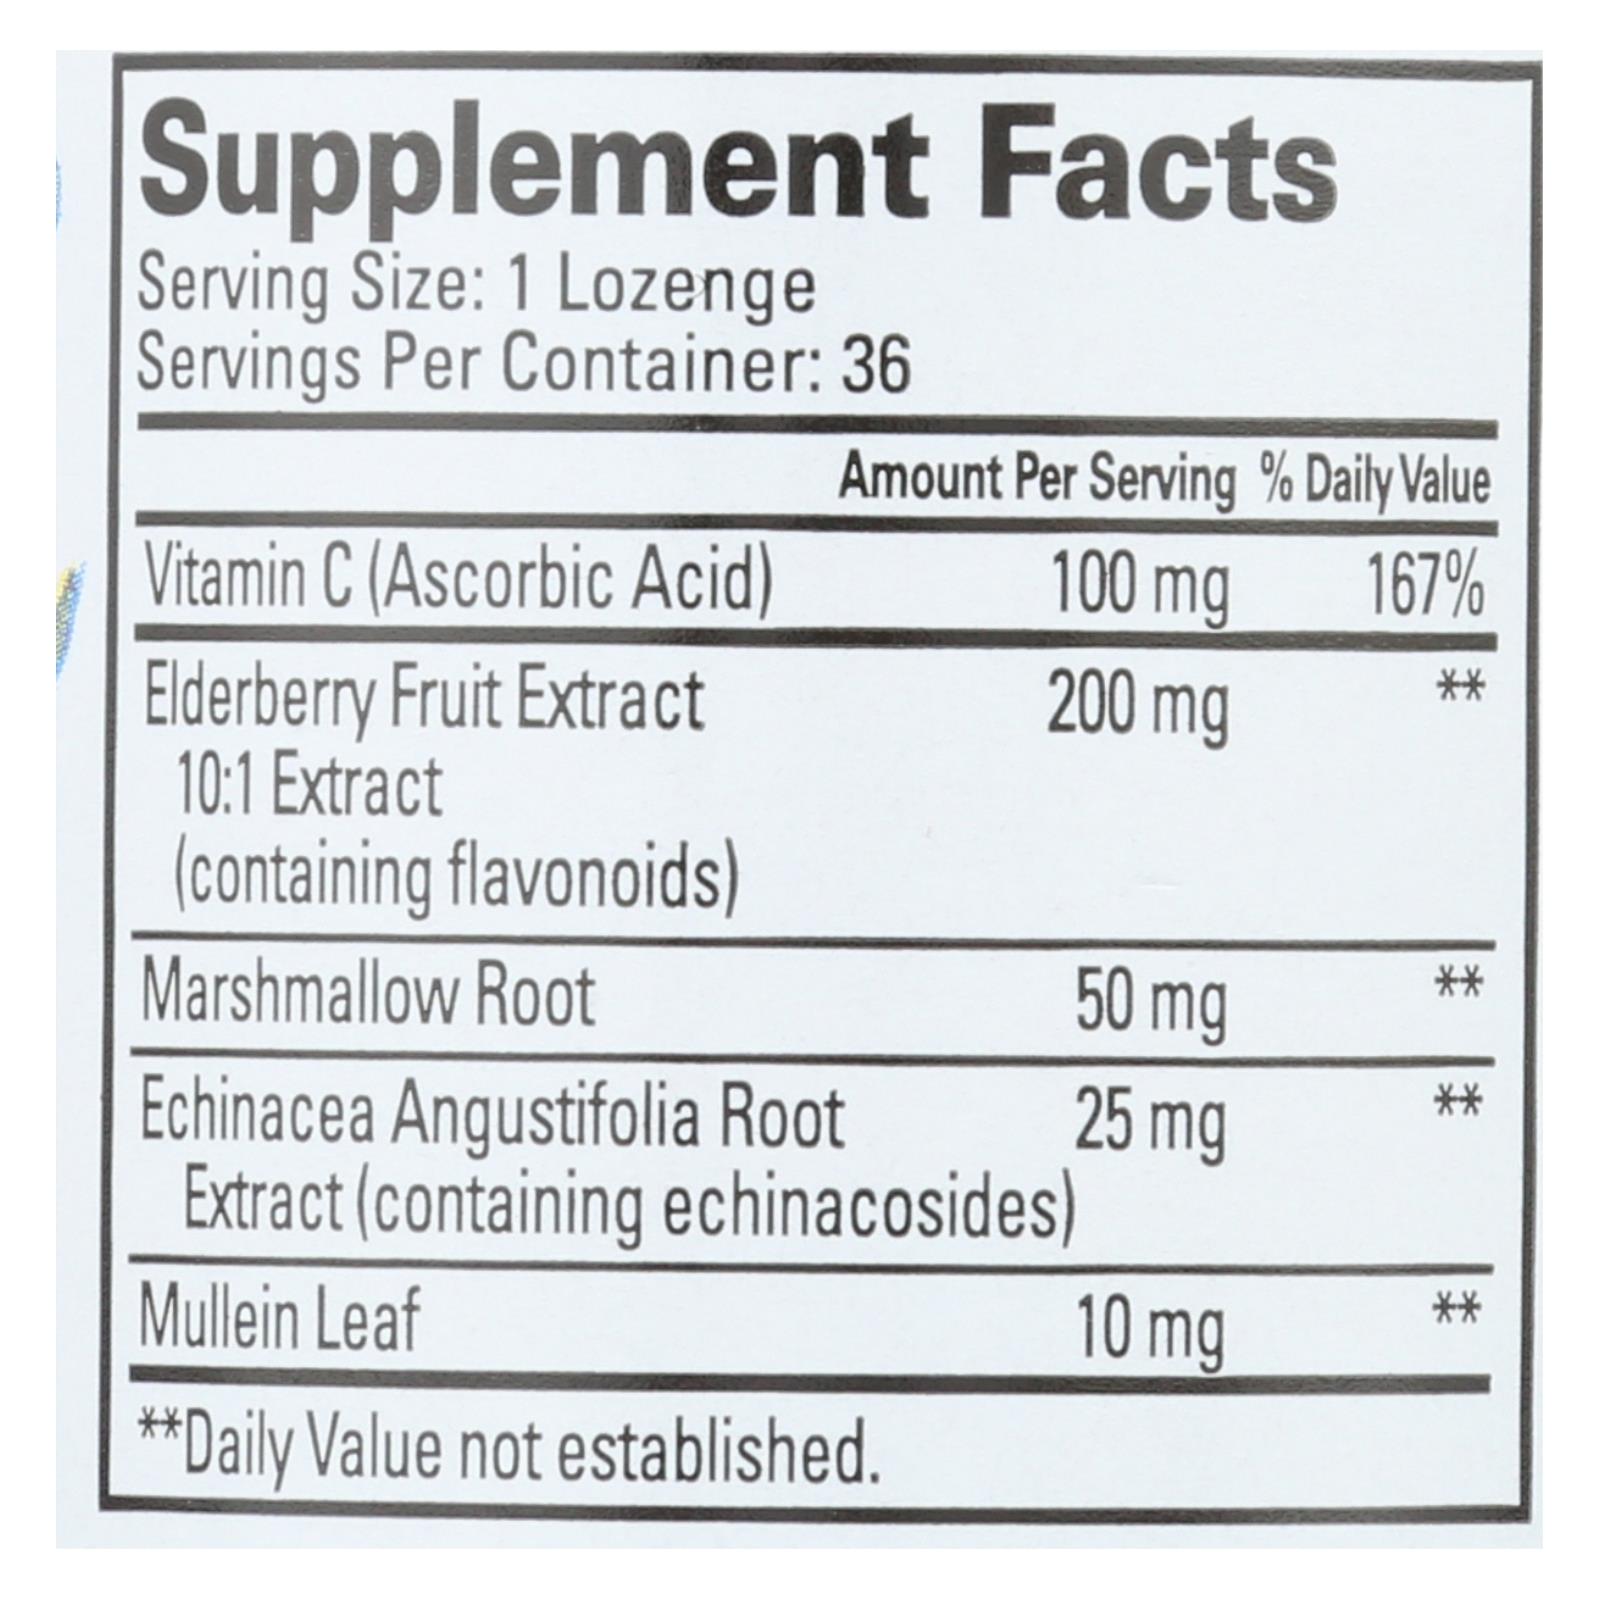 Supplement Facts
Serving Size: 1 Lozenge
Servings Per Container: 36
Amount Per Serving % Daily Value
Vitamin C (Ascorbic Acid) 100 mg 167%
Elderberry Fruit Extract 200 mg **
10:1 Extract
(containing flavonoids)
Marshmallow Root 50 mg **
Echinacea Angustifolia Root 25 mg **
Extract (containing echinacosides)
Mullein Leaf 10 mg **
**Daily Value not established.